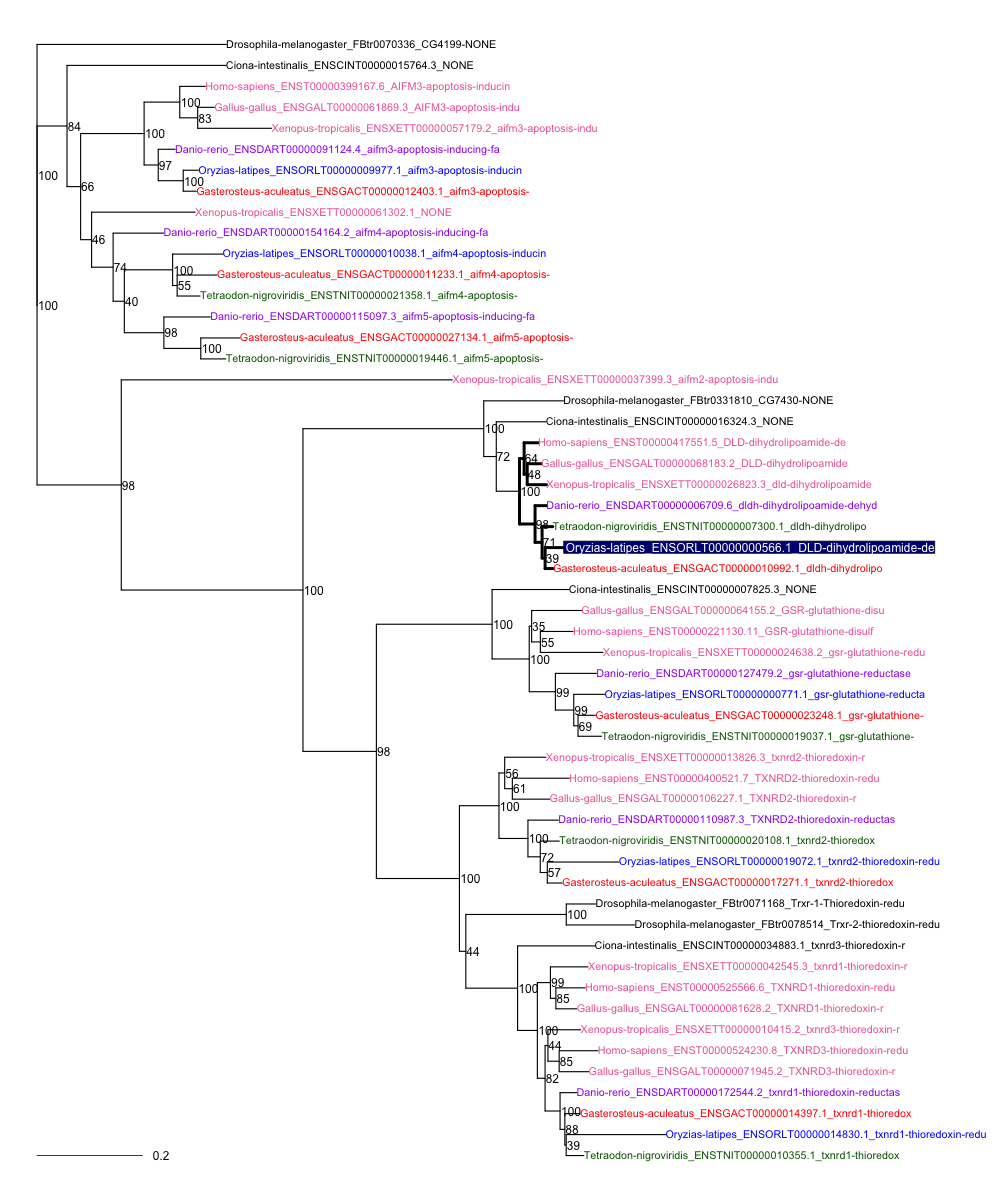 Drosophila-melanogaster_FBtr0070336_CG4199-NONE
Ciona-intestinalis_ENSCINT00000015764.3_NONE
Homo-sapiens_ENST00000399167.6_AIFM3-apoptosis-inducin
100
Gallus-gallus_ENSGALT00000061869.3_AIFM3-apoptosis-indu
83
84
Xenopus-tropicalis_ENSXETT00000057179.2_aifm3-apoptosis-indu
100
Danio-rerio_ENSDART00000091124.4_aifm3-apoptosis-inducing-fa
97
Oryzias-latipes_ENSORLT00000009977.1_aifm3-apoptosis-inducin
100
100
66
Gasterosteus-aculeatus_ENSGACT00000012403.1_aifm3-apoptosis-
Xenopus-tropicalis_ENSXETT00000061302.1_NONE
Danio-rerio_ENSDART00000154164.2_aifm4-apoptosis-inducing-fa
46
Oryzias-latipes_ENSORLT00000010038.1_aifm4-apoptosis-inducin
74
100
Gasterosteus-aculeatus_ENSGACT00000011233.1_aifm4-apoptosis-
55
Tetraodon-nigroviridis_ENSTNIT00000021358.1_aifm4-apoptosis-
40
100
Danio-rerio_ENSDART00000115097.3_aifm5-apoptosis-inducing-fa
98
Gasterosteus-aculeatus_ENSGACT00000027134.1_aifm5-apoptosis-
100
Tetraodon-nigroviridis_ENSTNIT00000019446.1_aifm5-apoptosis-
Xenopus-tropicalis_ENSXETT00000037399.3_aifm2-apoptosis-indu
Drosophila-melanogaster_FBtr0331810_CG7430-NONE
Ciona-intestinalis_ENSCINT00000016324.3_NONE
100
Homo-sapiens_ENST00000417551.5_DLD-dihydrolipoamide-de
72
64
Gallus-gallus_ENSGALT00000068183.2_DLD-dihydrolipoamide
48
Xenopus-tropicalis_ENSXETT00000026823.3_dld-dihydrolipoamide
98
100
Danio-rerio_ENSDART00000006709.6_dldh-dihydrolipoamide-dehyd
98
Tetraodon-nigroviridis_ENSTNIT00000007300.1_dldh-dihydrolipo
71
Oryzias-latipes_ENSORLT00000000566.1_DLD-dihydrolipoamide-de
39
Gasterosteus-aculeatus_ENSGACT00000010992.1_dldh-dihydrolipo
100
Ciona-intestinalis_ENSCINT00000007825.3_NONE
Gallus-gallus_ENSGALT00000064155.2_GSR-glutathione-disu
100
35
Homo-sapiens_ENST00000221130.11_GSR-glutathione-disulf
55
Xenopus-tropicalis_ENSXETT00000024638.2_gsr-glutathione-redu
100
Danio-rerio_ENSDART00000127479.2_gsr-glutathione-reductase
99
Oryzias-latipes_ENSORLT00000000771.1_gsr-glutathione-reducta
99
Gasterosteus-aculeatus_ENSGACT00000023248.1_gsr-glutathione-
69
Tetraodon-nigroviridis_ENSTNIT00000019037.1_gsr-glutathione-
98
Xenopus-tropicalis_ENSXETT00000013826.3_txnrd2-thioredoxin-r
56
Homo-sapiens_ENST00000400521.7_TXNRD2-thioredoxin-redu
61
Gallus-gallus_ENSGALT00000106227.1_TXNRD2-thioredoxin-r
100
Danio-rerio_ENSDART00000110987.3_TXNRD2-thioredoxin-reductas
100
Tetraodon-nigroviridis_ENSTNIT00000020108.1_txnrd2-thioredox
72
Oryzias-latipes_ENSORLT00000019072.1_txnrd2-thioredoxin-redu
57
100
Gasterosteus-aculeatus_ENSGACT00000017271.1_txnrd2-thioredox
Drosophila-melanogaster_FBtr0071168_Trxr-1-Thioredoxin-redu
100
Drosophila-melanogaster_FBtr0078514_Trxr-2-thioredoxin-redu
44
Ciona-intestinalis_ENSCINT00000034883.1_txnrd3-thioredoxin-r
Xenopus-tropicalis_ENSXETT00000042545.3_txnrd1-thioredoxin-r
100
99
Homo-sapiens_ENST00000525566.6_TXNRD1-thioredoxin-redu
85
Gallus-gallus_ENSGALT00000081628.2_TXNRD1-thioredoxin-r
100
Xenopus-tropicalis_ENSXETT00000010415.2_txnrd3-thioredoxin-r
44
Homo-sapiens_ENST00000524230.8_TXNRD3-thioredoxin-redu
85
Gallus-gallus_ENSGALT00000071945.2_TXNRD3-thioredoxin-r
82
Danio-rerio_ENSDART00000172544.2_txnrd1-thioredoxin-reductas
100
Gasterosteus-aculeatus_ENSGACT00000014397.1_txnrd1-thioredox
88
Oryzias-latipes_ENSORLT00000014830.1_txnrd1-thioredoxin-redu
39
Tetraodon-nigroviridis_ENSTNIT00000010355.1_txnrd1-thioredox
0.2